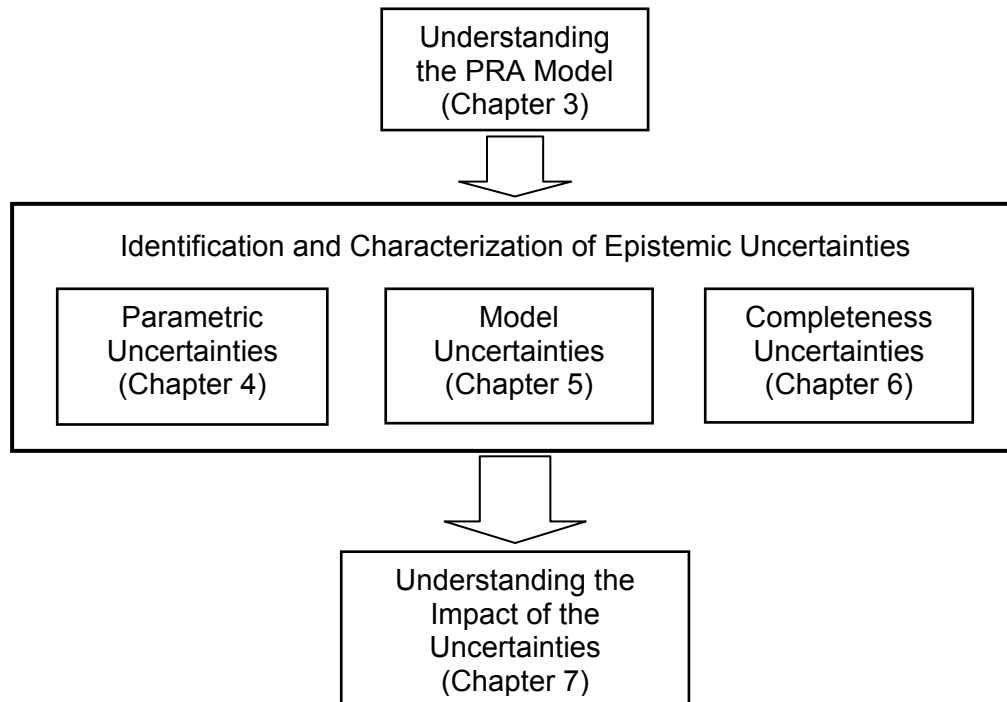 Understanding
the PRA Model
(Chapter 3)
Identification and Characterization of Epistemic Uncertainties
Parametric
Uncertainties
(Chapter 4)
Model
Uncertainties
(Chapter 5)
Completeness
Uncertainties
(Chapter 6)
Understanding the
Impact of the
Uncertainties
(Chapter 7)